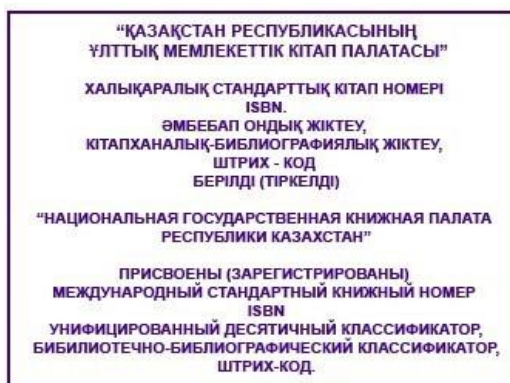 “ҚАЗАҚСТАН РЕСПУБЛИКАСЫНЫҢ
ҰЛТТЫҚ МЕМЛЕКЕТТІК КІТАП ПАЛАТАСЫ”
ХАЛЫҚАРАЛЫҚ СТАНДАРТТЫҚ КІТАП НОМЕРІ
ISBN.
ӘМБЕБАП ОНДЫҚ ЖІКТЕУ,
КІТАПХАНАЛЫҚ-БИБЛИОГРАФИЯЛЫҚ ЖІКТЕУ,
ШТРИХ - КОД
БЕРІЛДІ (ТІРКЕЛДІ)
“НАЦИОНАЛЬНАЯ ГОСУДАРСТВЕННАЯ КНИЖНАЯ ПАЛАТА
РЕСПУБЛИКИ КАЗАХСТАН”
ПРИСВОЕНЫ (ЗАРЕГИСТРИРОВАНЫ)
МЕЖДУНАРОДНЫЙ СТАНДАРТНЫЙ КНИЖНЫЙ НОМЕР
ISBN
УНИФИЦИРОВАННЫЙ ДЕСЯТИЧНЫЙ КЛАССИФИКАТОР,
БИБИЛИОТЕЧНО-БИБЛИОГРАФИЧЕСКИЙ КЛАССИФИКАТОР,
ШТРИХ-КОД.